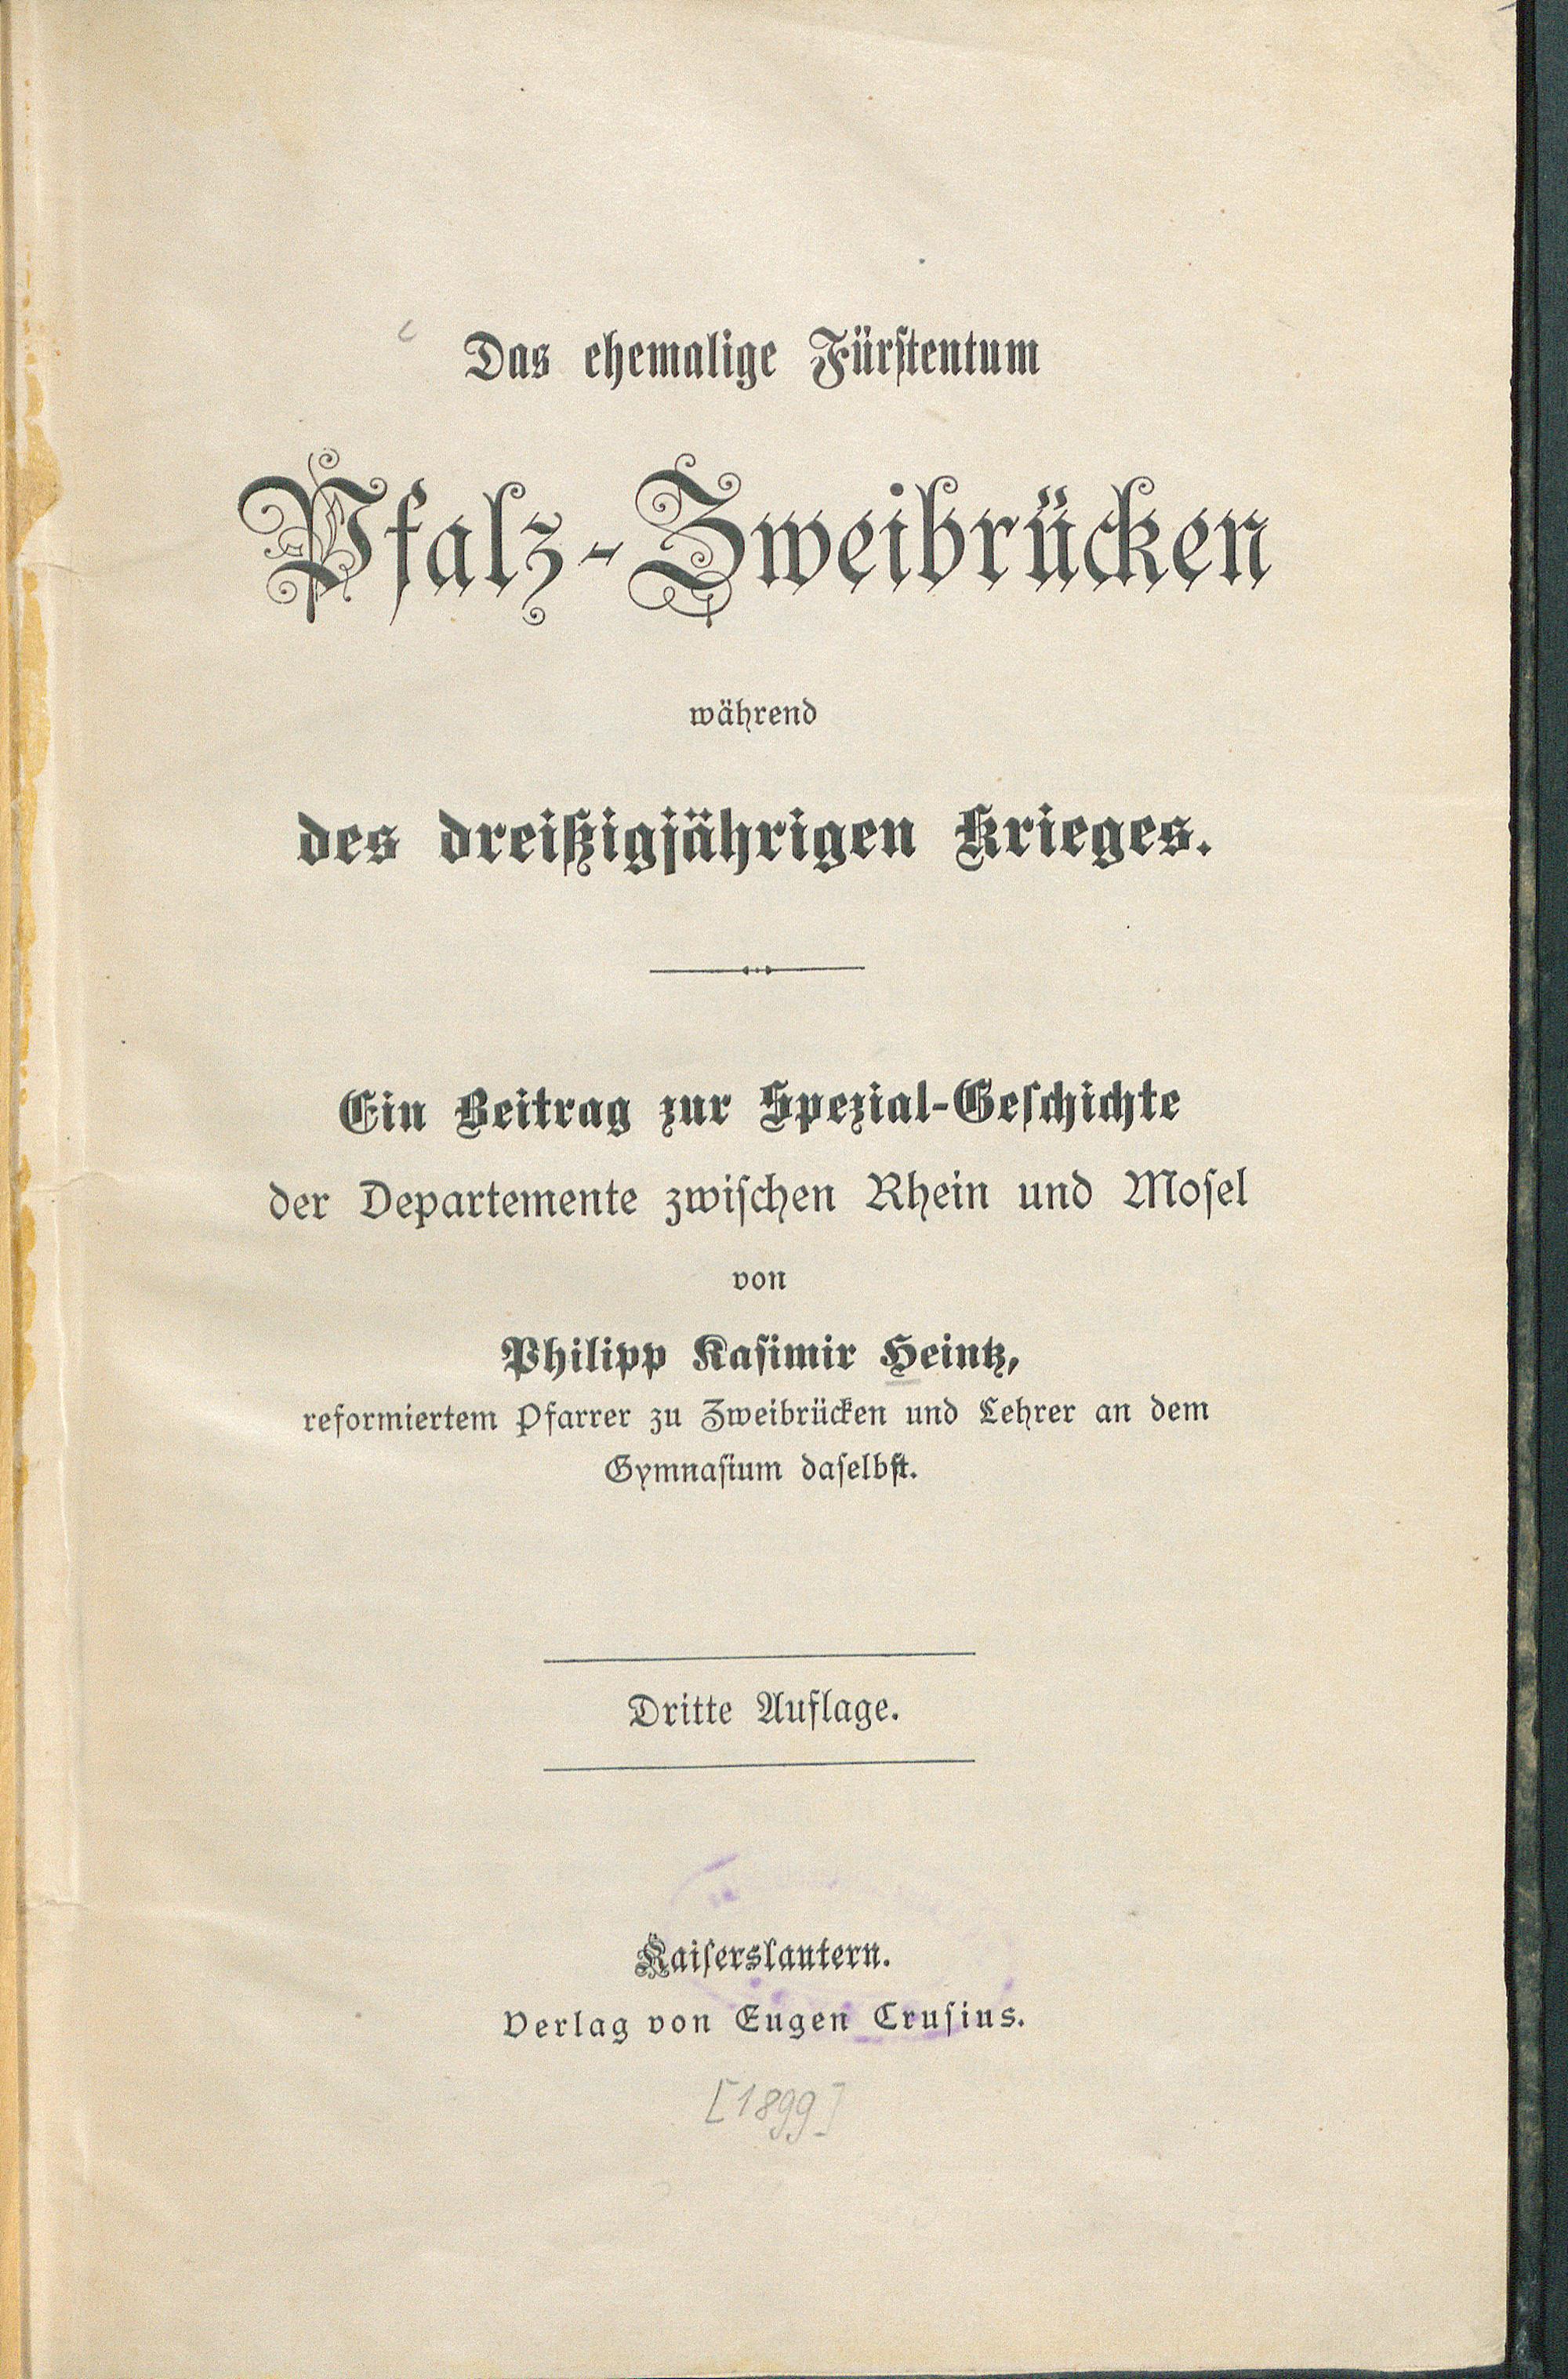 Das ehemalige Fürstentum
Pfalz-Zweibrücken
während
des dreißigjährigen Krieges.
Ein Beitrag zur Spezial-Geschichte
der Departemente zwischen Rhein und Mosel
von
Philipp Kasimir Heintz,
reformiertem Pfarrer zu Zweibrücken und Lehrer an dem
Gymnasium daselbst.
Dritte Auflage.
Kaiserslautern.
Verlag von Eugen Crusius.
[1899]